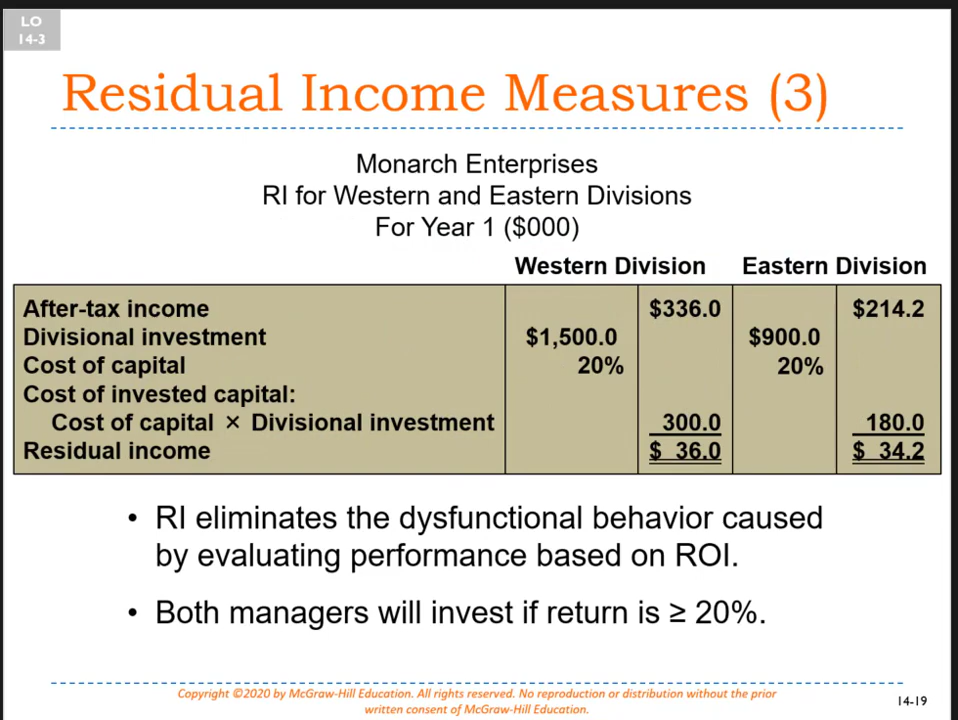 LO
14-3
Residual Income Measures (3)
Monarch Enterprises
RI for Western and Eastern Divisions
For Year 1 ($000)
Western Division Eastern Division
After-tax income $336.0 $214.2
Divisional investment $1,500.0 $900.0
Cost of capital 20% 20%
Cost of invested capital:
Cost of capital × Divisional investment 300.0 180.0
Residual income $ 36.0 $ 34.2
• RI eliminates the dysfunctional behavior caused
by evaluating performance based on ROI.
• Both managers will invest if return is ≥ 20%.
Copyright ©2020 by McGraw-Hill Education. All rights reserved. No reproduction or distribution without the prior
written consent of McGraw-Hill Education.
14-19